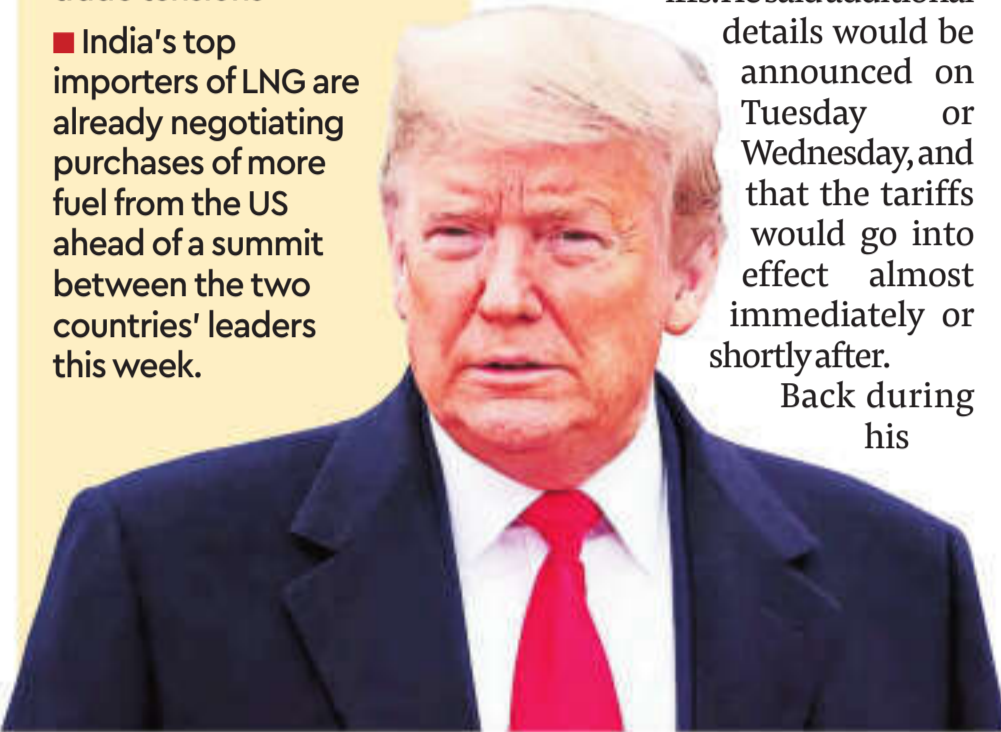 ■ India's top
importers of LNG are
already negotiating
purchases of more
fuel from the US
ahead of a summit
between the two
countries' leaders
this week.
details would be
announced on
Tuesday or
Wednesday, and
that the tariffs
would go into
effect almost
immediately or
shortly after.
Back during
his